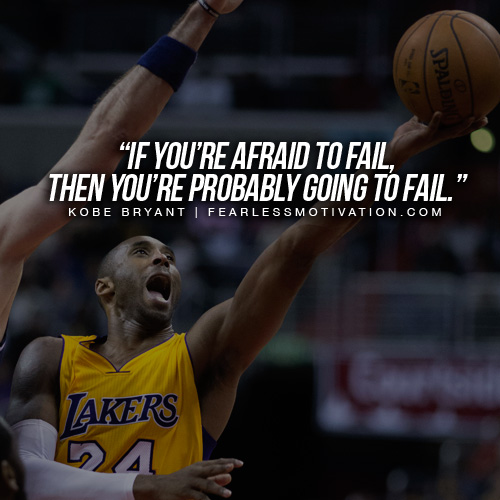 SPALDING
“IF YOU’RE AFRAID TO FAIL,
THEN YOU’RE PROBABLY GOING TO FAIL.”
KOBE BRYANT | FEARLESSMOTIVATION.COM
LAKERS
24